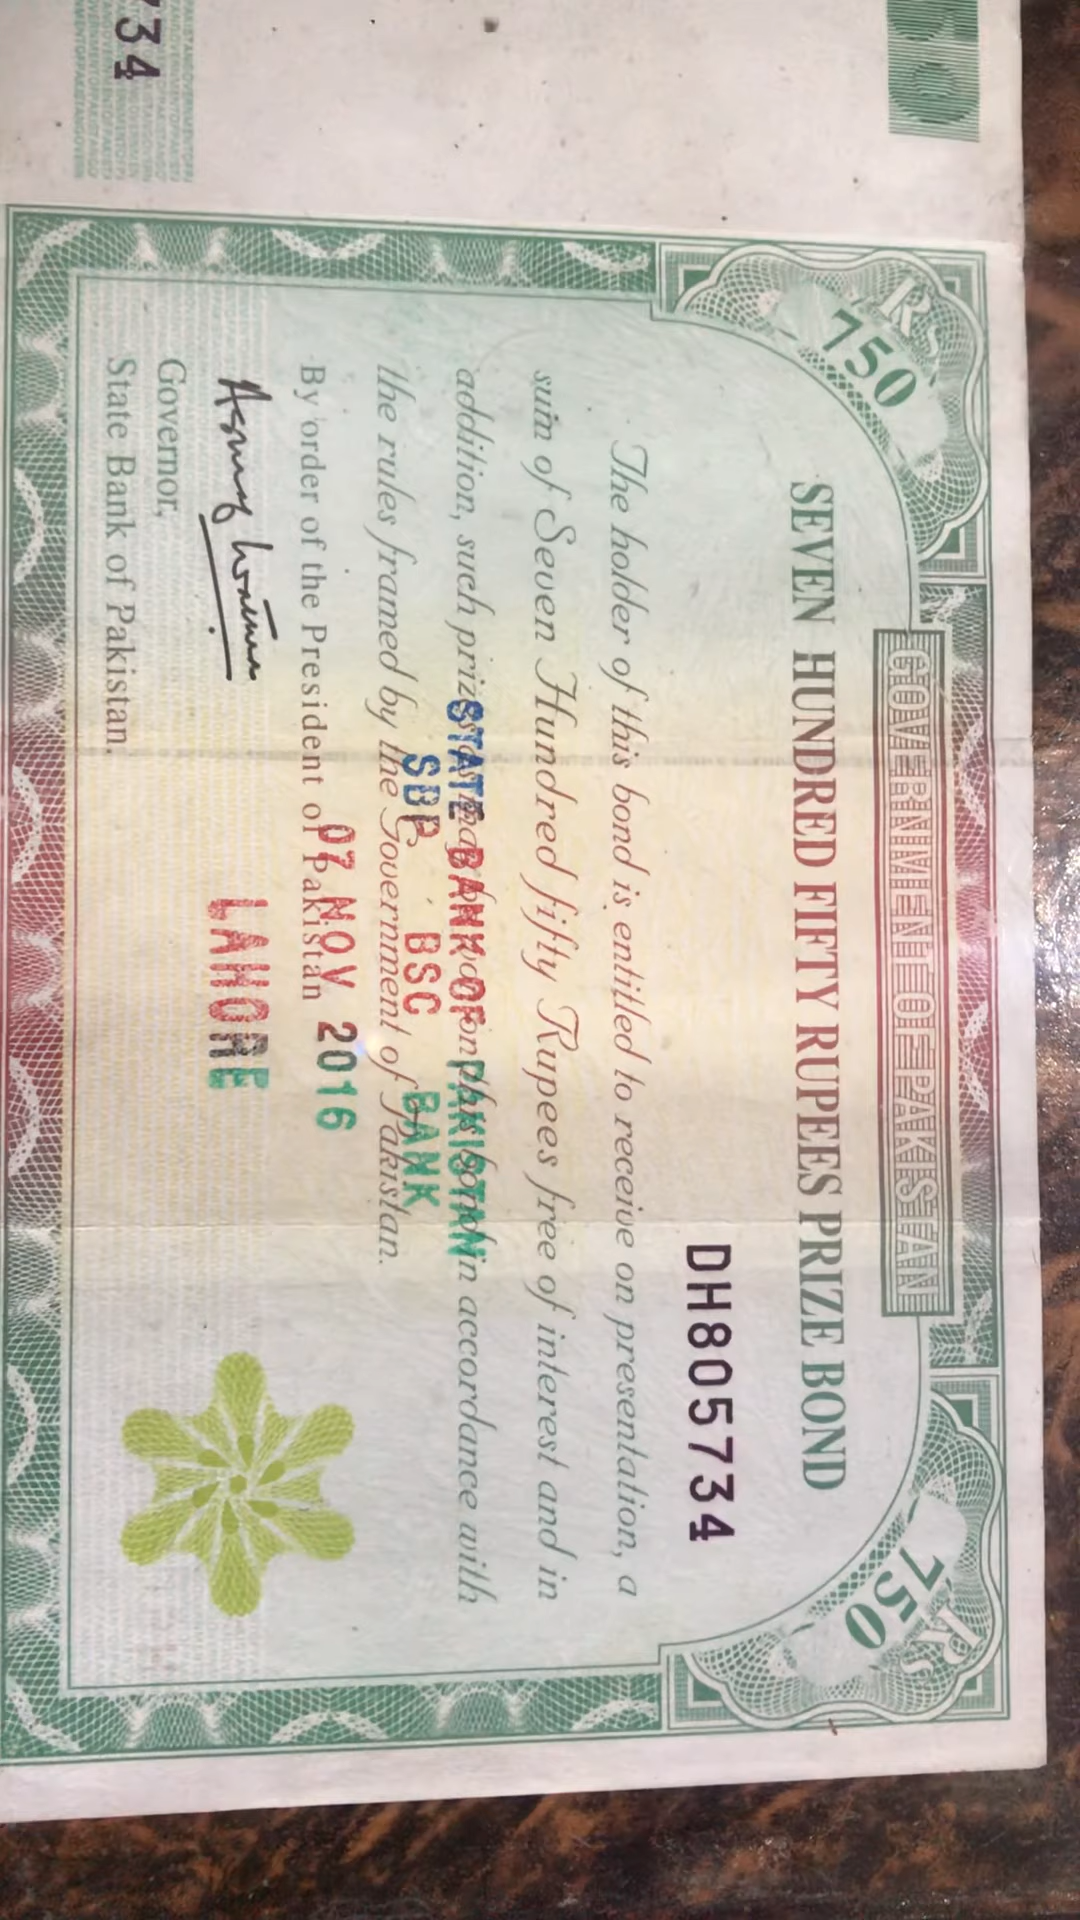 50
734
GOVERNMENT OF PAKISTAN
Rs 750
Rs 750
SEVEN HUNDRED FIFTY RUPEES PRIZE BOND
DH805734
The holder of this bond is entitled to receive on presentation, a
sum of Seven Hundred fifty Rupees free of interest and in
addition, such prize as may be won on this bond in accordance with
the rules framed by the Government of Pakistan.
STATE BANK OF PAKISTAN
SBP. BSC BANK
By order of the President of Pakistan
07 NOV 2016
LAHORE
Governor,
State Bank of Pakistan.